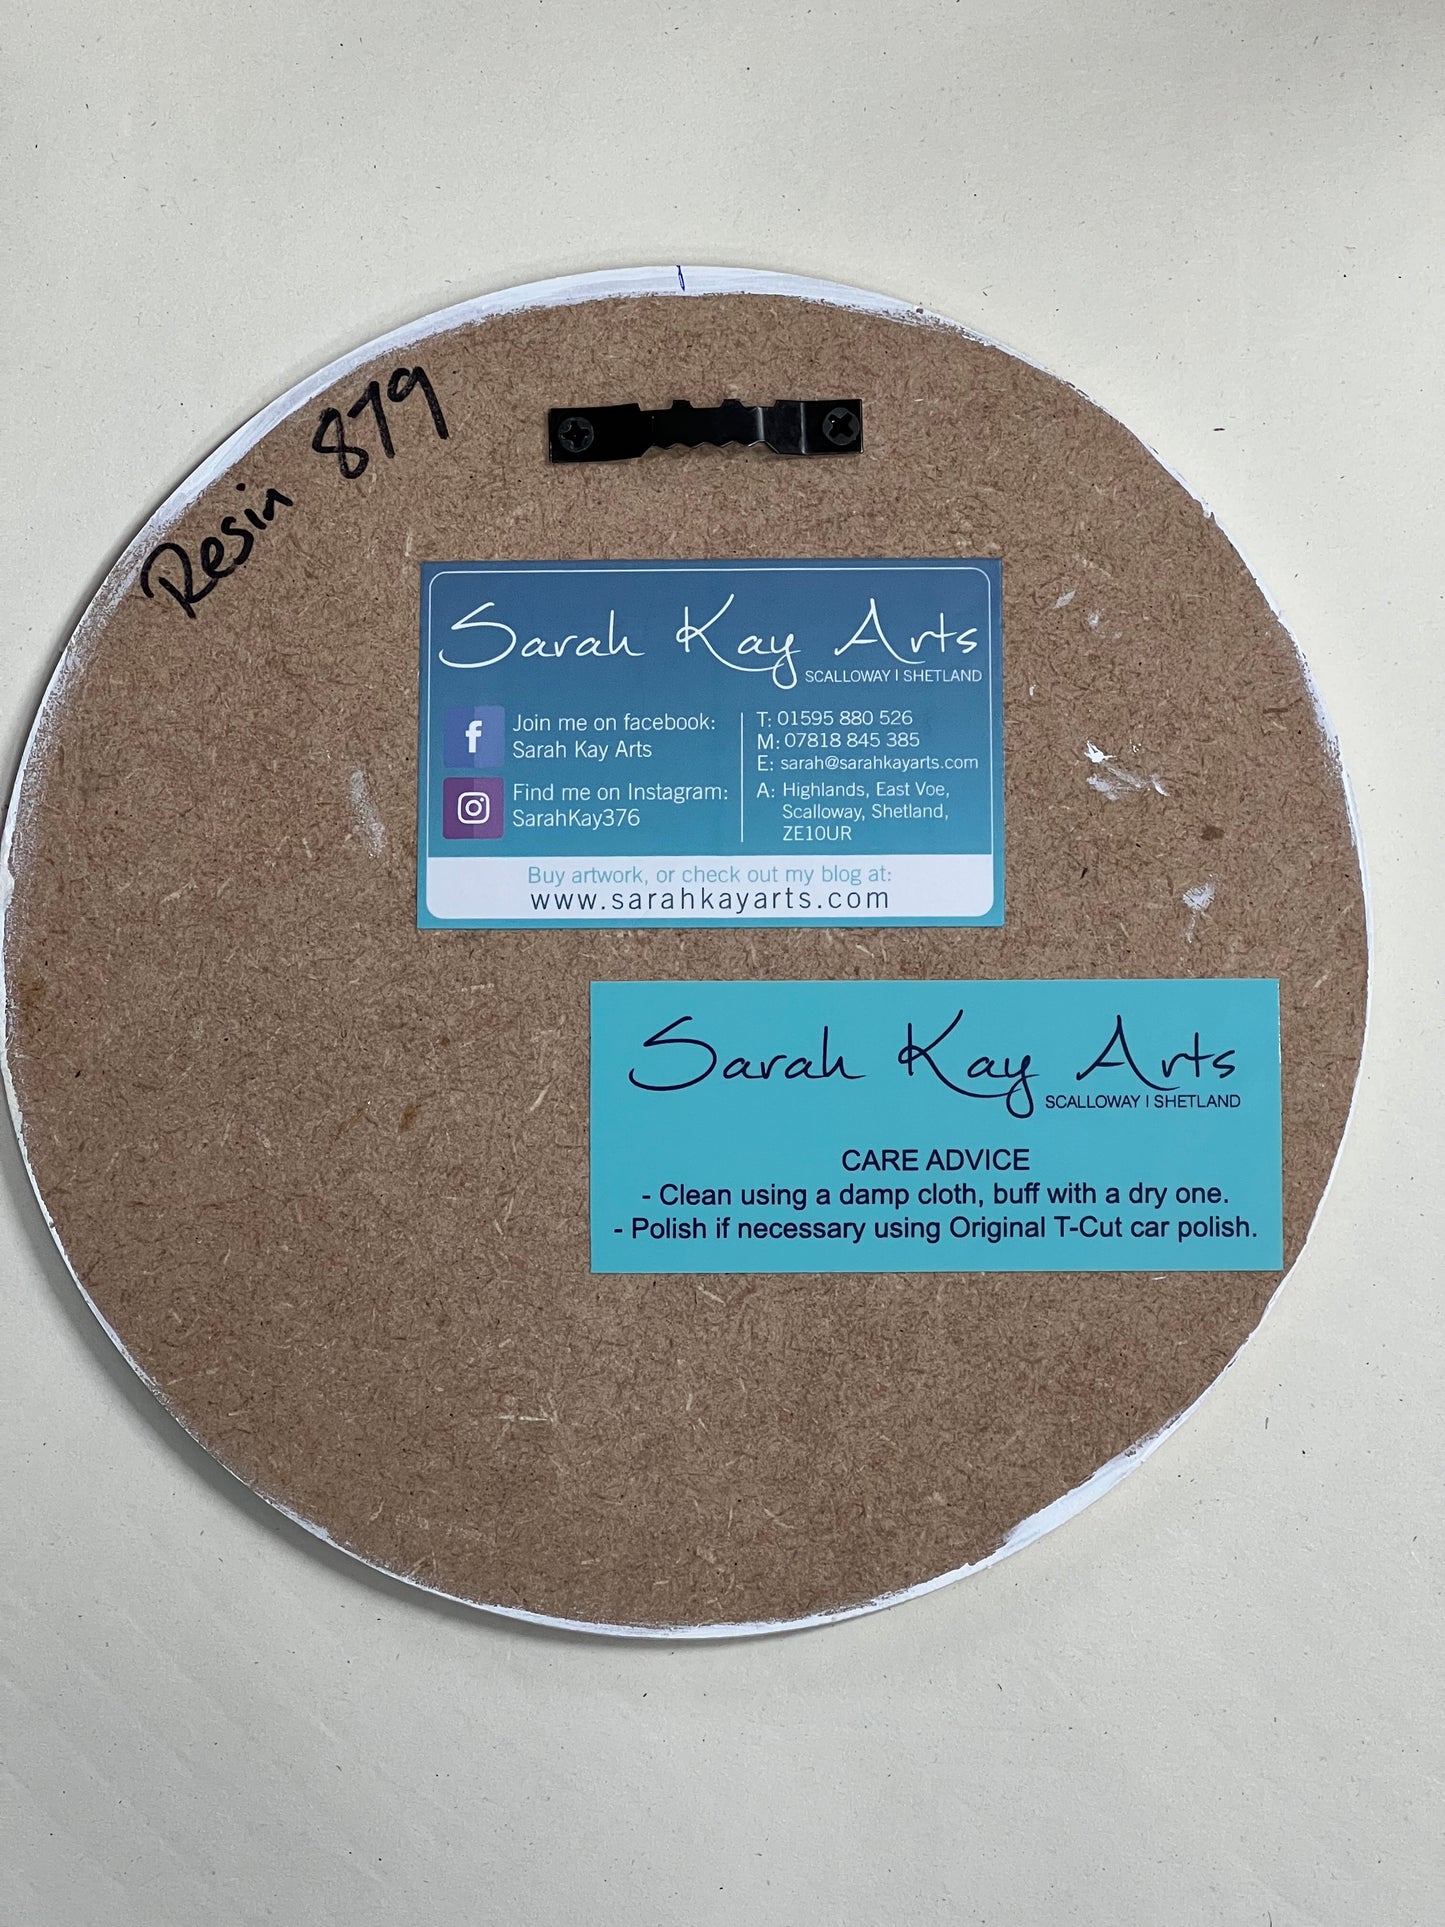 Resin 879
Sarah Kay Arts
SCALLOWAY | SHETLAND
Join me on facebook:
Sarah Kay Arts
Find me on Instagram:
SarahKay376
T: 01595 880 526
M: 07818 845 385
E: sarah@sarahkayarts.com
A: Highlands, East Voe,
Scalloway, Shetland,
ZE10UR
Buy artwork, or check out my blog at:
www.sarahkayarts.com
Sarah Kay Arts
SCALLOWAY | SHETLAND
CARE ADVICE
- Clean using a damp cloth, buff with a dry one.
- Polish if necessary using Original T-Cut car polish.